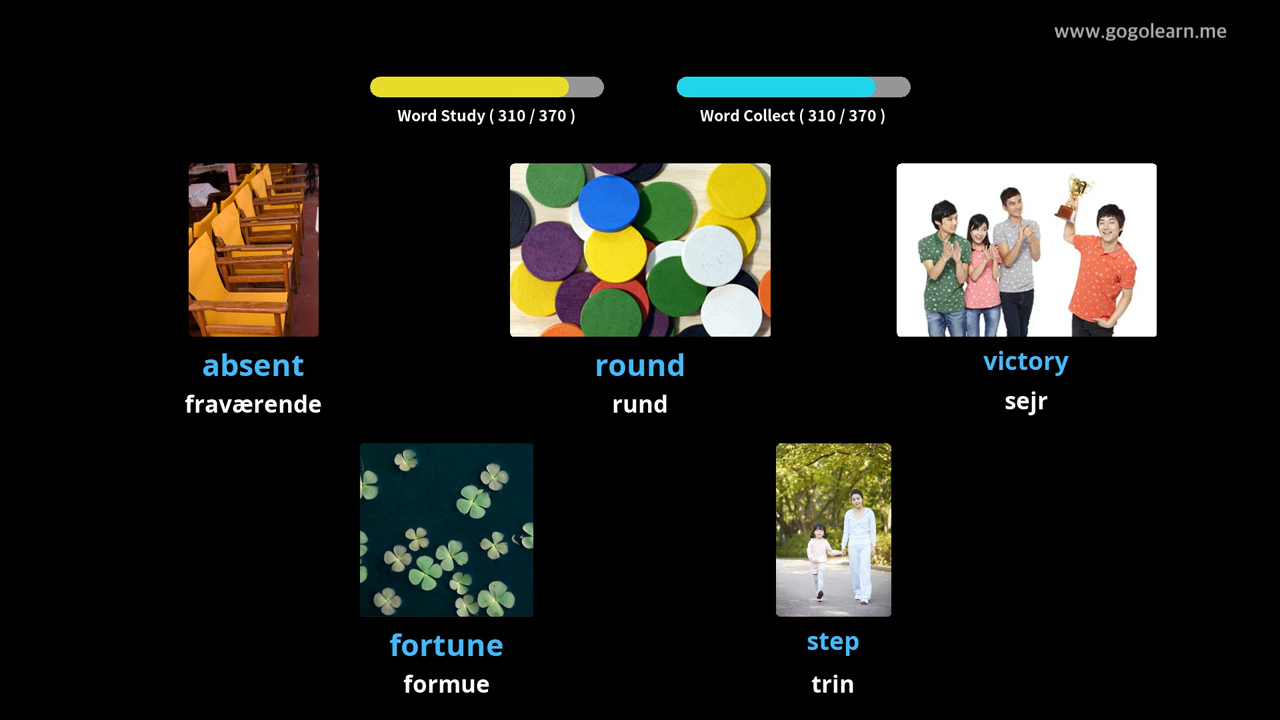 www.gogolearn.me
Word Study ( 310 / 370 )
Word Collect ( 310 / 370 )
absent
fraværende
round
rund
victory
sejr
fortune
formue
step
trin